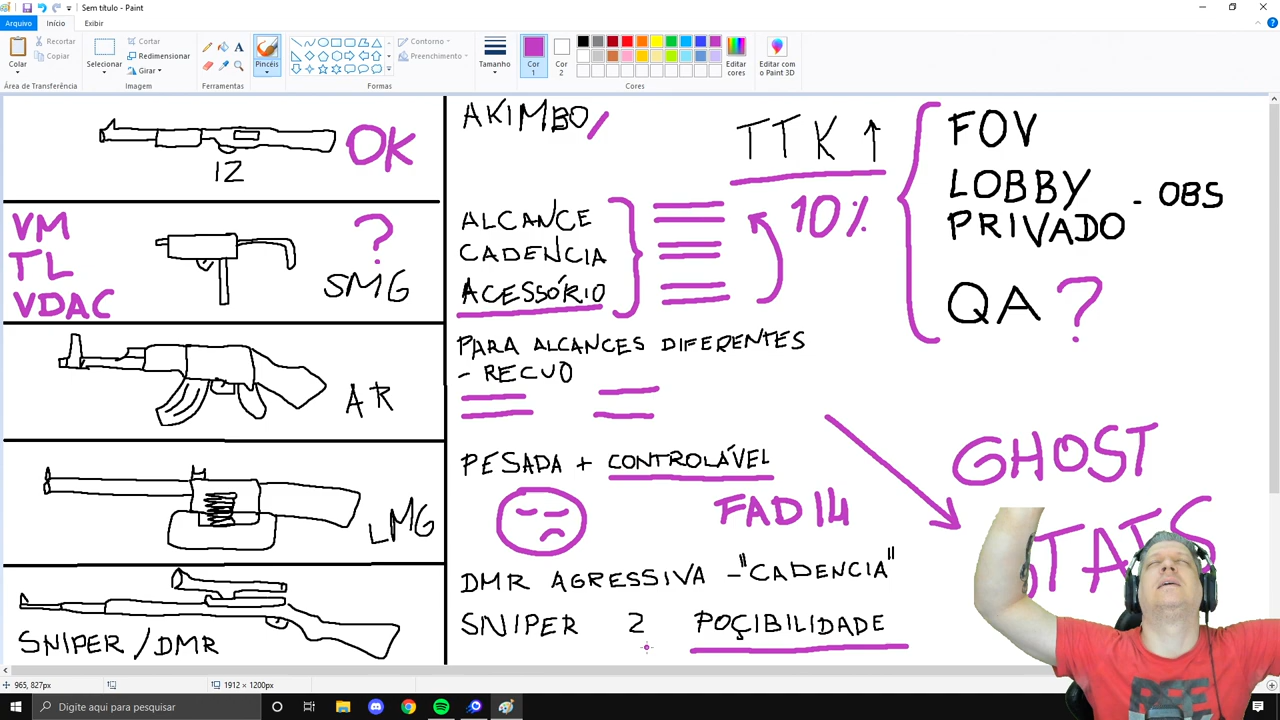 Sem título - Paint
Arquivo
Início
Exibir
Colar
Recortar
Copiar
Área de Transferência
Selecionar
Cortar
Redimensionar
Girar
Imagem
A
Ferramentas
Pincéis
Contorno
Preenchimento
Formas
Tamanho
Cor 1
Cor 2
Editar cores
Cores
Editar com o Paint 3D
12
OK
VM
TL
VDAC
?
SMG
AR
LMG
SNIPER / DMR
AKIMBO /
ALCANCE
CADENCIA
ACESSÓRIO
PARA ALCANCES DIFERENTES
- RECUO
TTK ↑
10%
FOV
LOBBY
PRIVADO - OBS
QA ?
PESADA + CONTROLÁVEL
FAD 14
GHOST
STATS
DMR AGRESSIVA - "CADENCIA"
SNIPER 2 POÇIBILIDADE
965, 827px
1912 × 1200px
Digite aqui para pesquisar